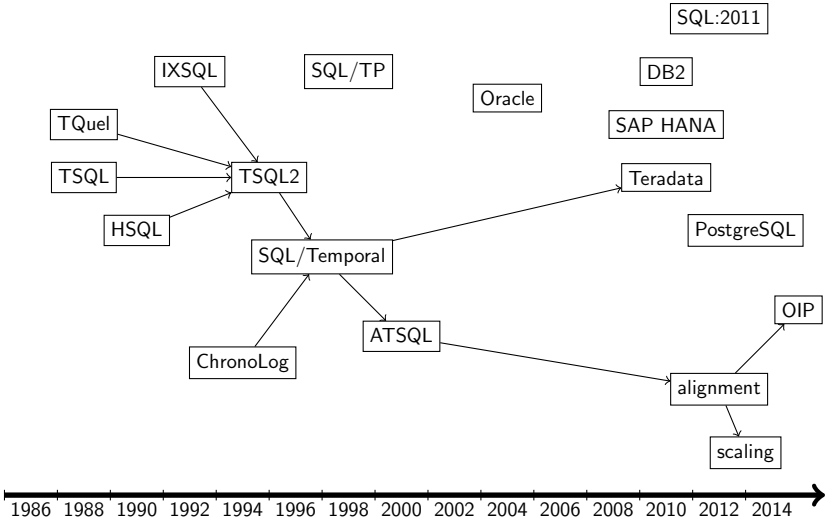 SQL:2011
IXSQL
SQL/TP
DB2
Oracle
TQuel
SAP HANA
TSQL
TSQL2
Teradata
HSQL
PostgreSQL
SQL/Temporal
OIP
ATSQL
ChronoLog
alignment
scaling
1986 1988 1990 1992 1994 1996 1998 2000 2002 2004 2006 2008 2010 2012 2014